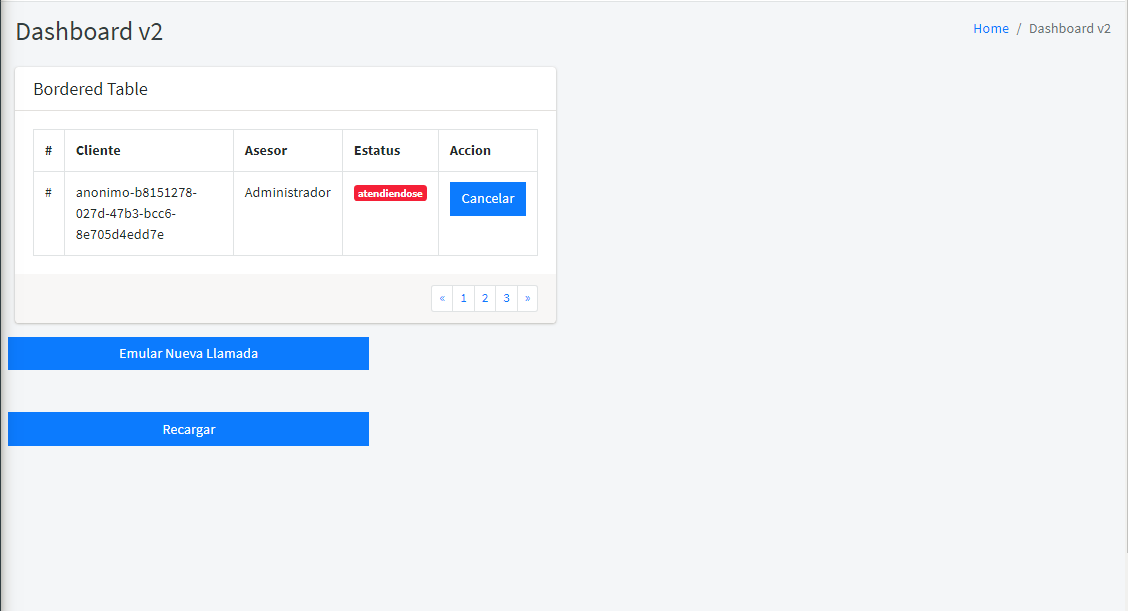 Dashboard v2
Home / Dashboard v2
Bordered Table
# Cliente Asesor Estatus Accion
# anonimo-b8151278- Administrador atendiendose Cancelar
027d-47b3-bcc6-
8e705d4edd7e
« 1 2 3 »
Emular Nueva Llamada
Recargar